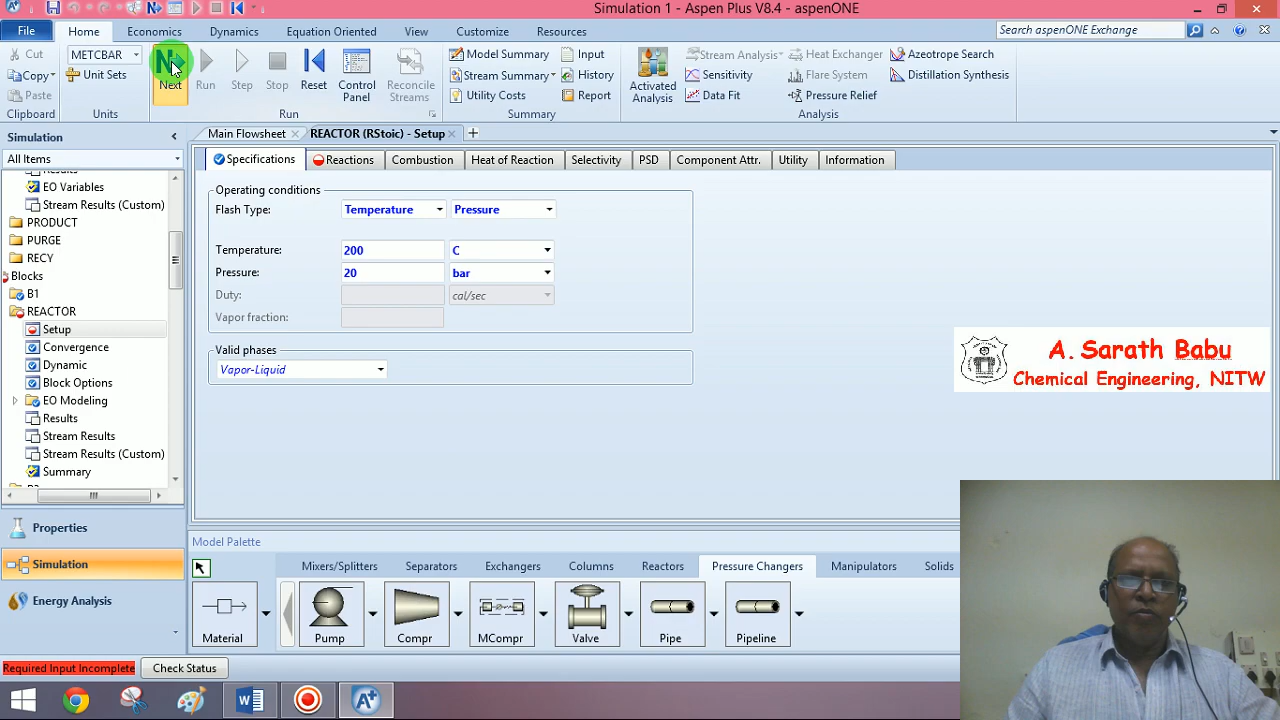 Simulation 1 - Aspen Plus V8.4 - aspenONE
File
Home
Economics
Dynamics
Equation Oriented
View
Customize
Resources
Search aspenONE Exchange
Cut
Copy
Paste
Clipboard
METCBAR
Unit Sets
Units
Next
Run
Step
Stop
Reset
Control
Panel
Reconcile
Streams
Run
Model Summary
Stream Summary
Utility Costs
Input
History
Report
Summary
Activated
Analysis
Stream Analysis
Sensitivity
Data Fit
Heat Exchanger
Flare System
Pressure Relief
Azeotrope Search
Distillation Synthesis
Analysis
Simulation
All Items
Results
EO Variables
Stream Results (Custom)
PRODUCT
PURGE
RECY
Blocks
B1
REACTOR
Setup
Convergence
Dynamic
Block Options
EO Modeling
Results
Stream Results
Stream Results (Custom)
Summary
Properties
Simulation
Energy Analysis
Main Flowsheet
REACTOR (RStoic) - Setup
Specifications
Reactions
Combustion
Heat of Reaction
Selectivity
PSD
Component Attr.
Utility
Information
Operating conditions
Flash Type:
Temperature
Pressure
Temperature:
200
C
Pressure:
20
bar
Duty:
cal/sec
Vapor fraction:
Valid phases
Vapor-Liquid
A. Sarath Babu
Chemical Engineering, NITW
Model Palette
Mixers/Splitters
Separators
Exchangers
Columns
Reactors
Pressure Changers
Manipulators
Solids
Material
Pump
Compr
MCompr
Valve
Pipe
Pipeline
Required Input Incomplete
Check Status